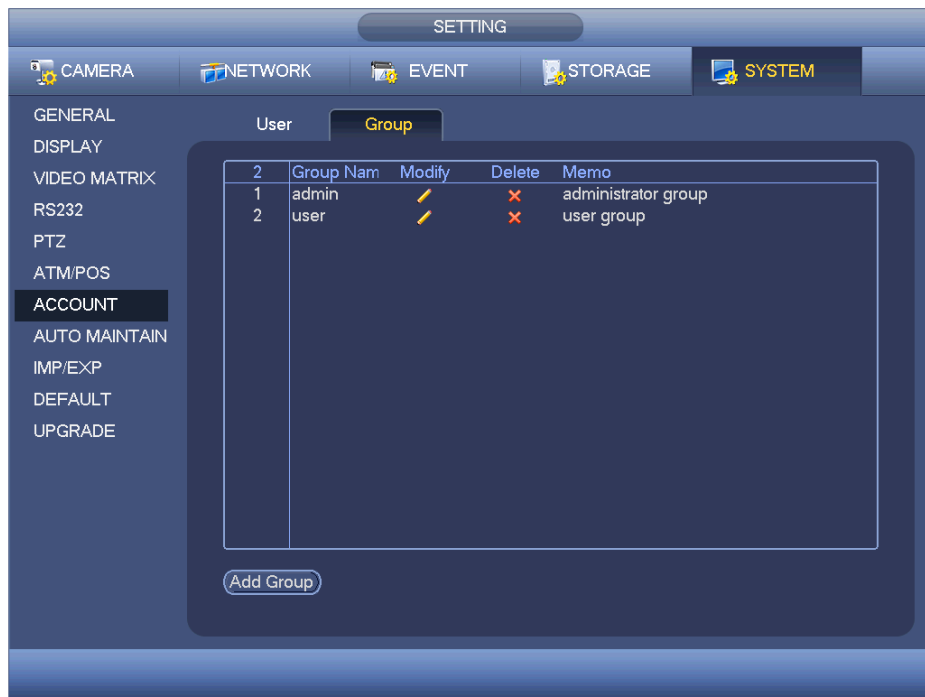 SETTING
CAMERA NETWORK EVENT STORAGE SYSTEM
GENERAL
DISPLAY
VIDEO MATRIX
RS232
PTZ
ATM/POS
ACCOUNT
AUTO MAINTAIN
IMP/EXP
DEFAULT
UPGRADE
User Group
2 Group Nam Modify Delete Memo
1 admin administrator group
2 user user group
Add Group